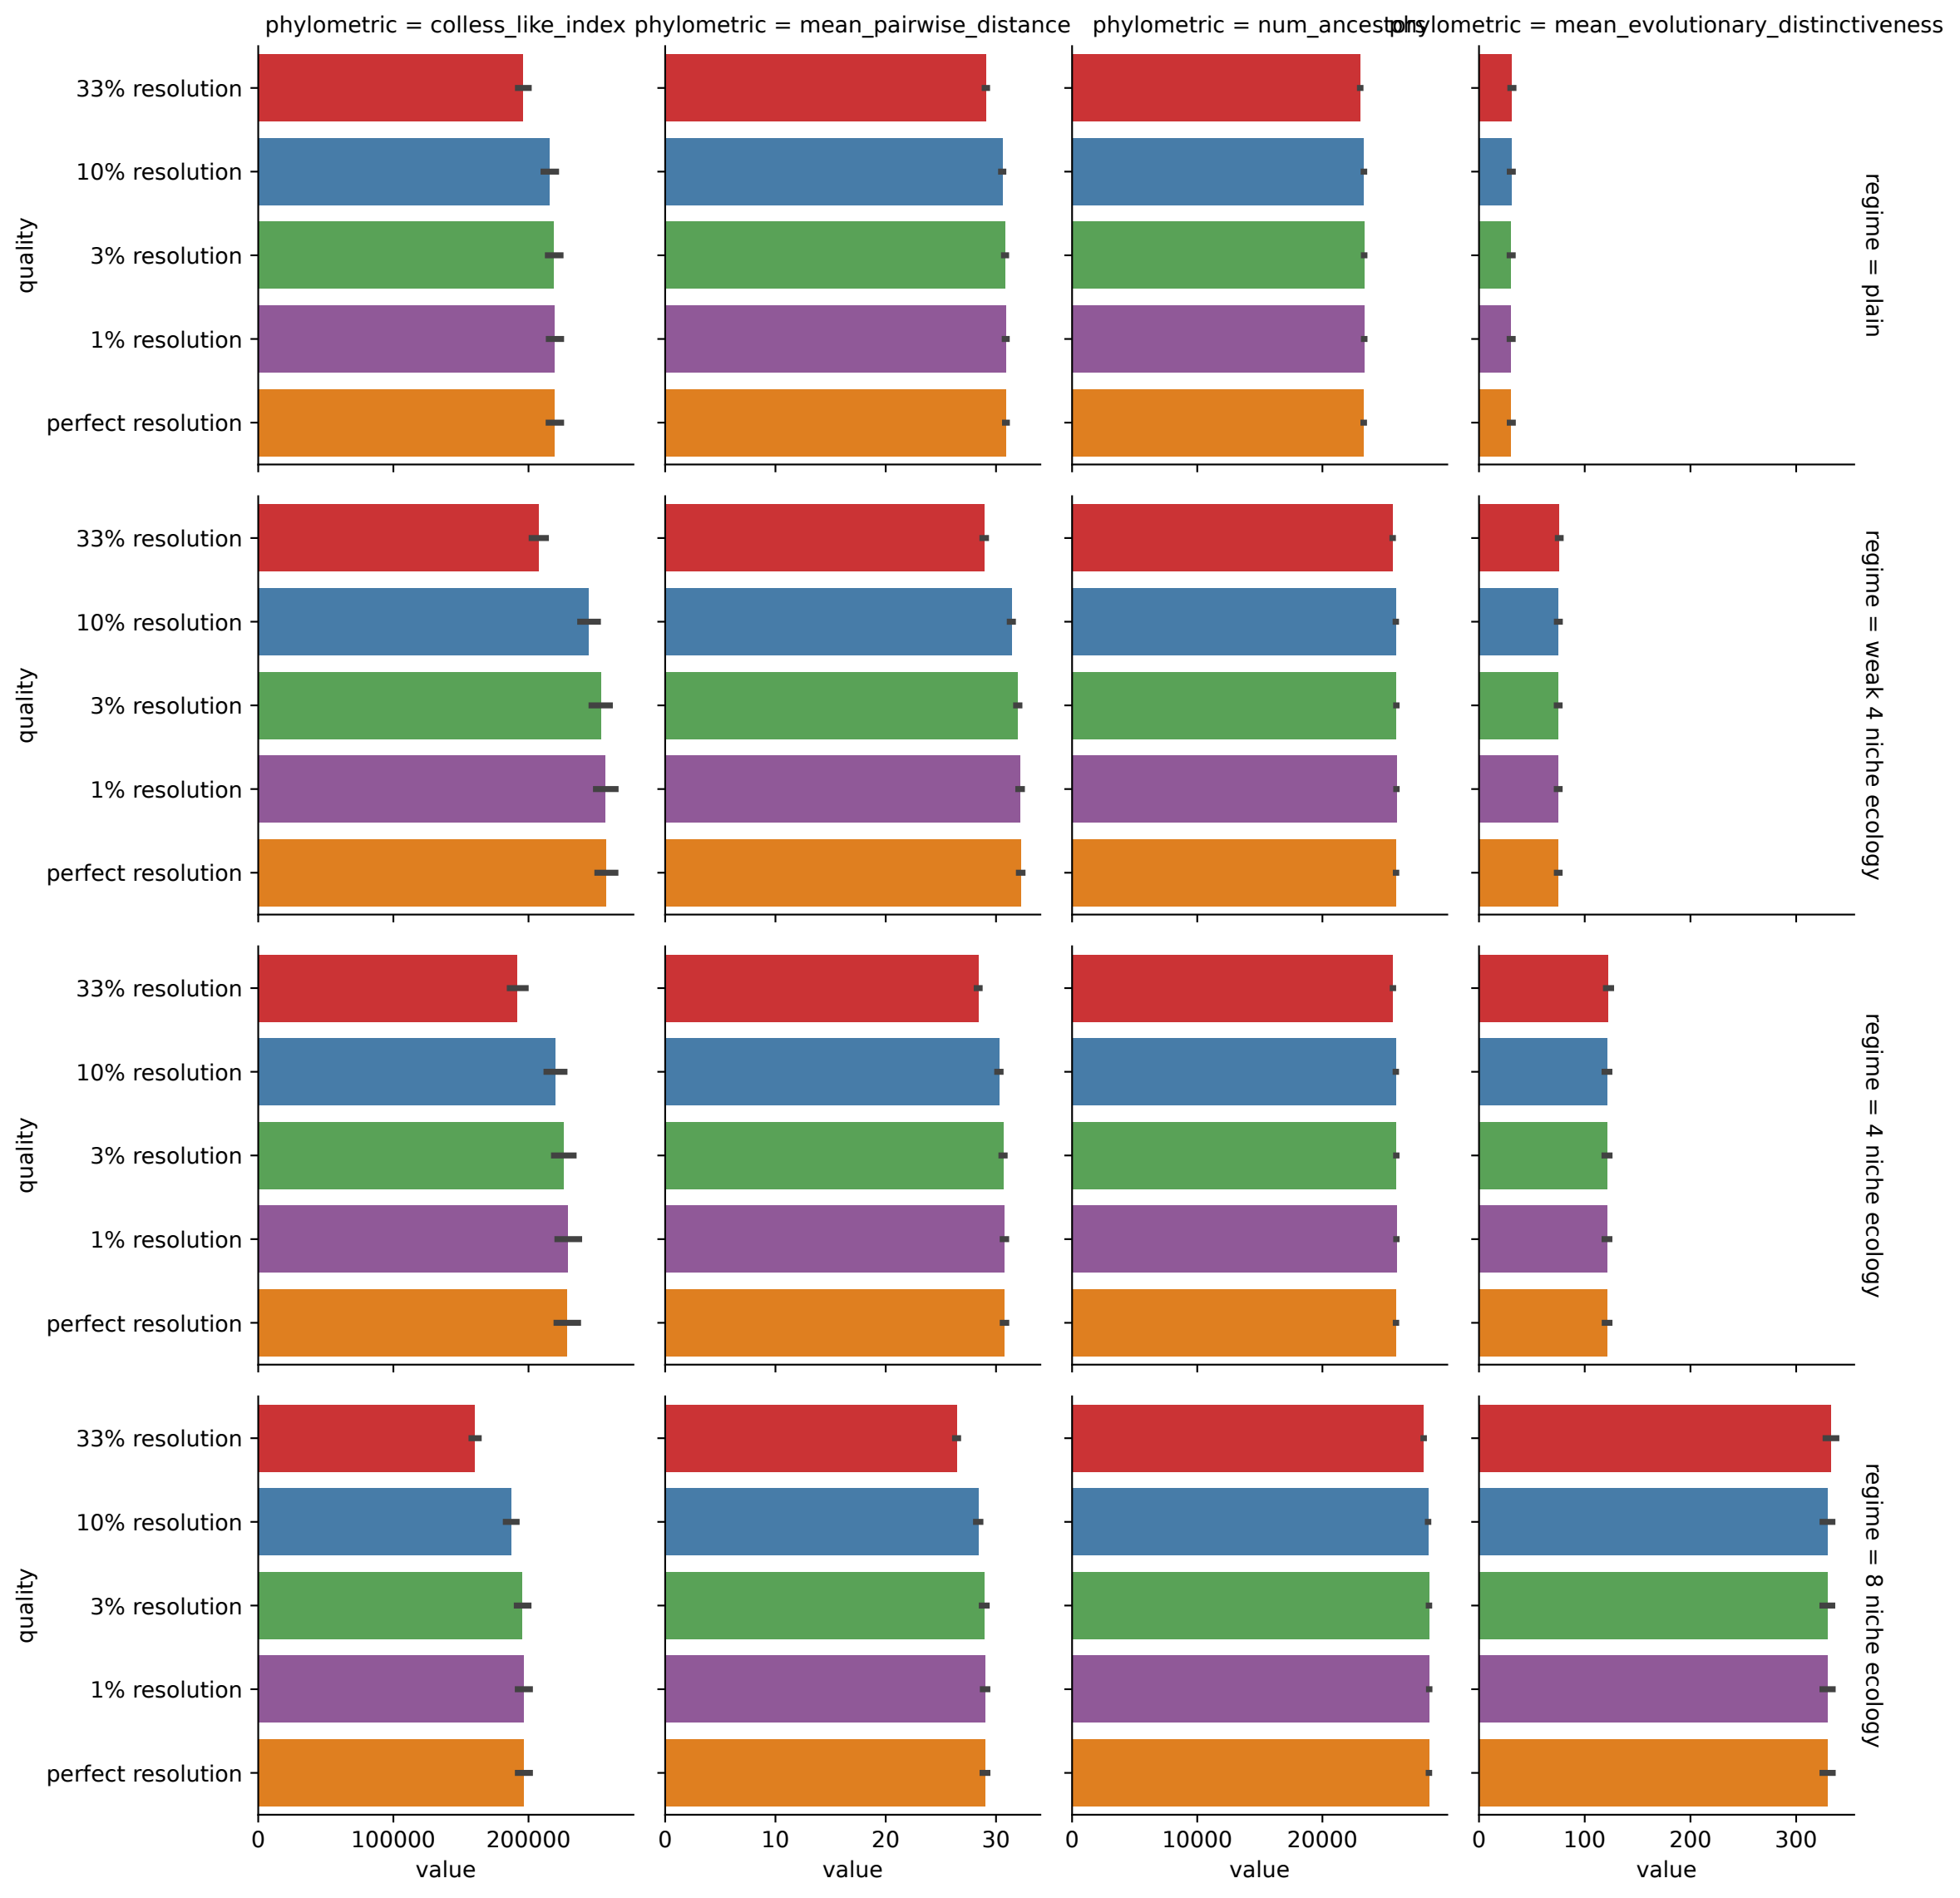 phylometric = colless_like_index
phylometric = mean_pairwise_distance
phylometric = num_ancestors
phylometric = mean_evolutionary_distinctiveness
quality
33% resolution
10% resolution
3% resolution
1% resolution
perfect resolution
regime = plain
quality
33% resolution
10% resolution
3% resolution
1% resolution
perfect resolution
regime = weak 4 niche ecology
quality
33% resolution
10% resolution
3% resolution
1% resolution
perfect resolution
regime = 4 niche ecology
quality
33% resolution
10% resolution
3% resolution
1% resolution
perfect resolution
regime = 8 niche ecology
0 100000 200000
0 10 20 30
0 10000 20000
0 100 200 300
value
value
value
value